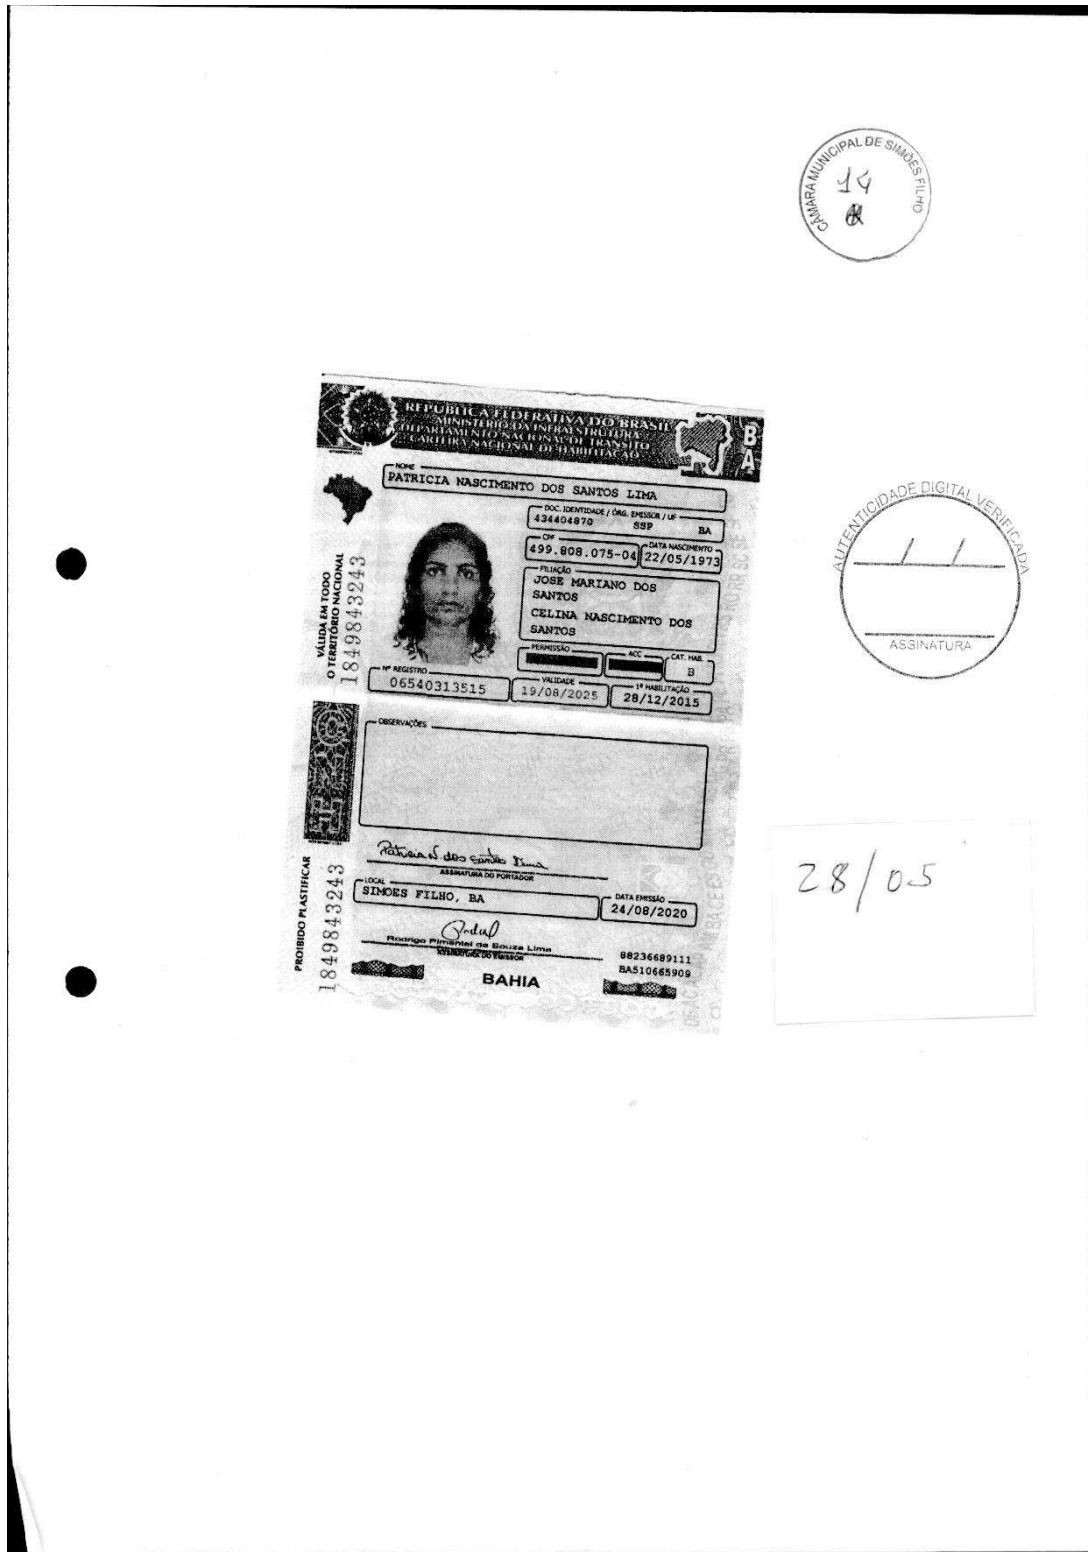 CÂMARA MUNICIPAL DE SIMÕES FILHO
14
REPÚBLICA FEDERATIVA DO BRASIL
MINISTÉRIO DA INFRAESTRUTURA
DEPARTAMENTO NACIONAL DE TRÂNSITO
CARTEIRA NACIONAL DE HABILITAÇÃO
BA
NOME
PATRICIA NASCIMENTO DOS SANTOS LIMA
DOC. IDENTIDADE / ÓRG. EMISSOR / UF
434404870 SSP BA
CPF
499.808.075-04
DATA NASCIMENTO
22/05/1973
FILIAÇÃO
JOSE MARIANO DOS
SANTOS
CELINA NASCIMENTO DOS
SANTOS
PERMISSÃO
ACC
CAT. HAB.
B
Nº REGISTRO
06540313515
VALIDADE
19/08/2025
1ª HABILITAÇÃO
28/12/2015
VÁLIDA EM TODO
O TERRITÓRIO NACIONAL
1849843243
AUTENTICIDADE DIGITAL VERIFICADA
/ /
ASSINATURA
OBSERVAÇÕES
Patricia N dos Santos Lima
ASSINATURA DO PORTADOR
LOCAL
SIMOES FILHO, BA
DATA EMISSÃO
24/08/2020
Rodrigo Pimentel de Souza Lima
ASSINATURA DO EMISSOR
88236689111
BA510665909
BAHIA
PROIBIDO PLASTIFICAR
1849843243
28/05